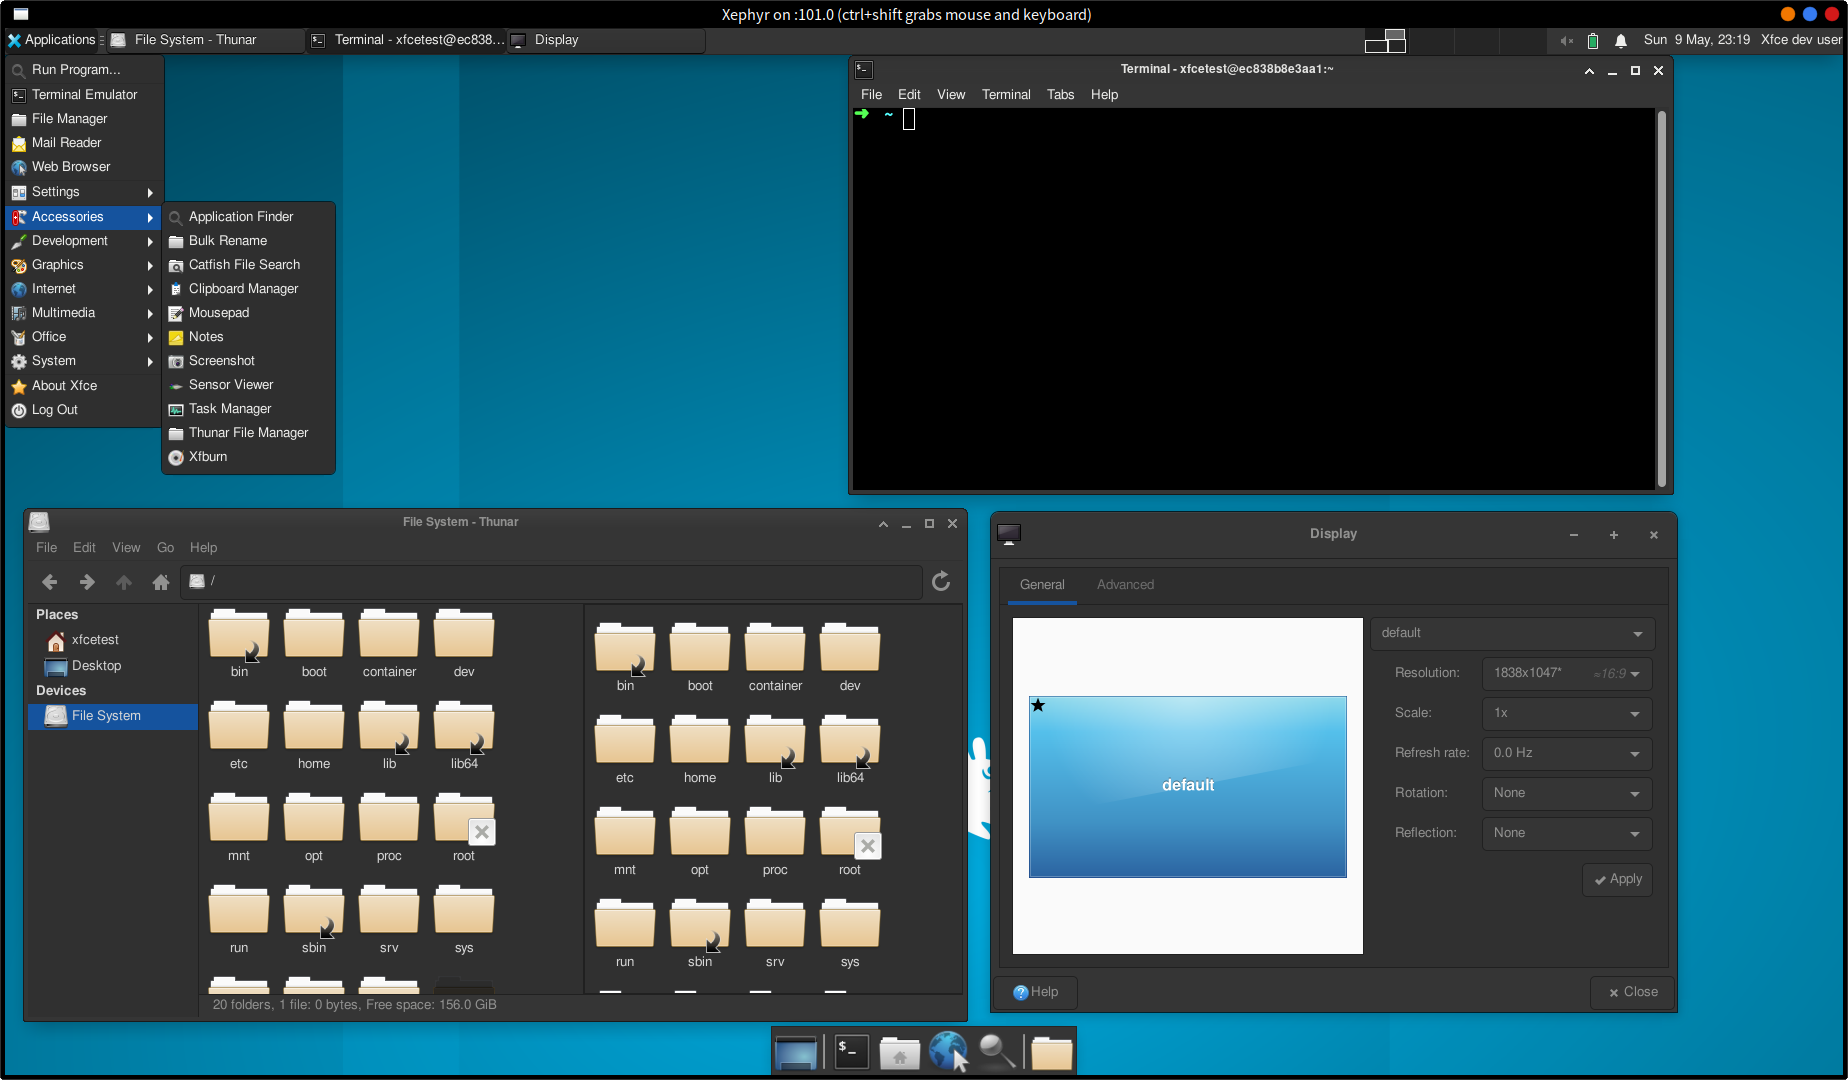 Xephyr on :101.0 (ctrl+shift grabs mouse and keyboard)
Applications
File System - Thunar
Terminal - xfcetest@ec838...
Display
Sun 9 May, 23:19 Xfce dev user
Run Program...
Terminal Emulator
File Manager
Mail Reader
Web Browser
Settings
Accessories
Development
Graphics
Internet
Multimedia
Office
System
About Xfce
Log Out
Application Finder
Bulk Rename
Catfish File Search
Clipboard Manager
Mousepad
Notes
Screenshot
Sensor Viewer
Task Manager
Thunar File Manager
Xfburn
Terminal - xfcetest@ec838b8e3aa1:~
File Edit View Terminal Tabs Help
~
File System - Thunar
File Edit View Go Help
/
Places
xfcetest
Desktop
Devices
File System
bin boot container dev
etc home lib lib64
mnt opt proc root
run sbin srv sys
bin boot container dev
etc home lib lib64
mnt opt proc root
run sbin srv sys
20 folders, 1 file: 0 bytes, Free space: 156.0 GiB
Display
General Advanced
default
default
Resolution: 1838x1047* ≈16:9
Scale: 1x
Refresh rate: 0.0 Hz
Rotation: None
Reflection: None
Apply
Help
Close